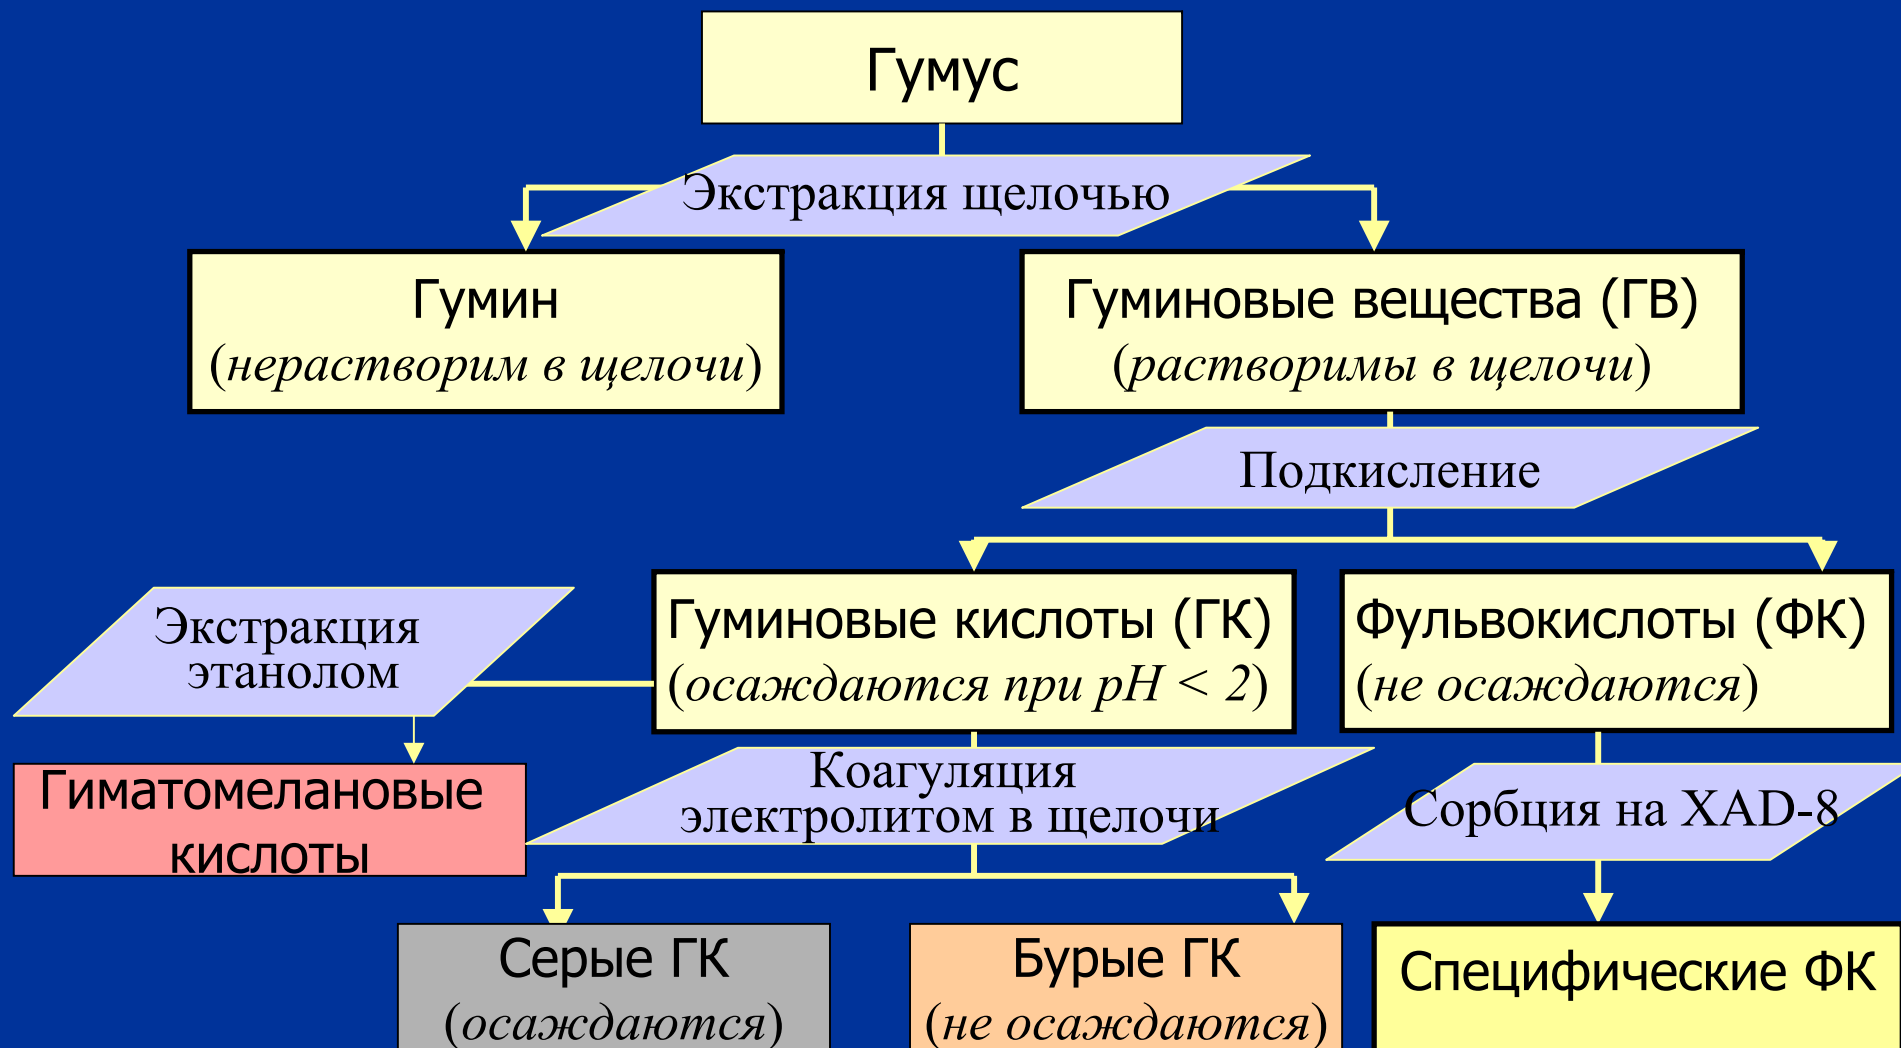 Гумус
Экстракция щелочью
Гумин
(нерастворим в щелочи)
Гуминовые вещества (ГВ)
(растворимы в щелочи)
Подкисление
Экстракция
этанолом
Гуминовые кислоты (ГК)
(осаждаются при pH < 2)
Фульвокислоты (ФК)
(не осаждаются)
Гиматомелановые
кислоты
Коагуляция
электролитом в щелочи
Сорбция на XAD-8
Серые ГК
(осаждаются)
Бурые ГК
(не осаждаются)
Специфические ФК